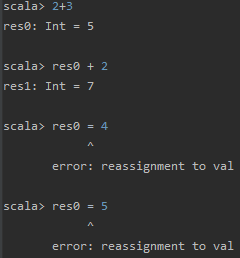 scala> 2+3
res0: Int = 5
scala> res0 + 2
res1: Int = 7
scala> res0 = 4
^
error: reassignment to val
scala> res0 = 5
^
error: reassignment to val